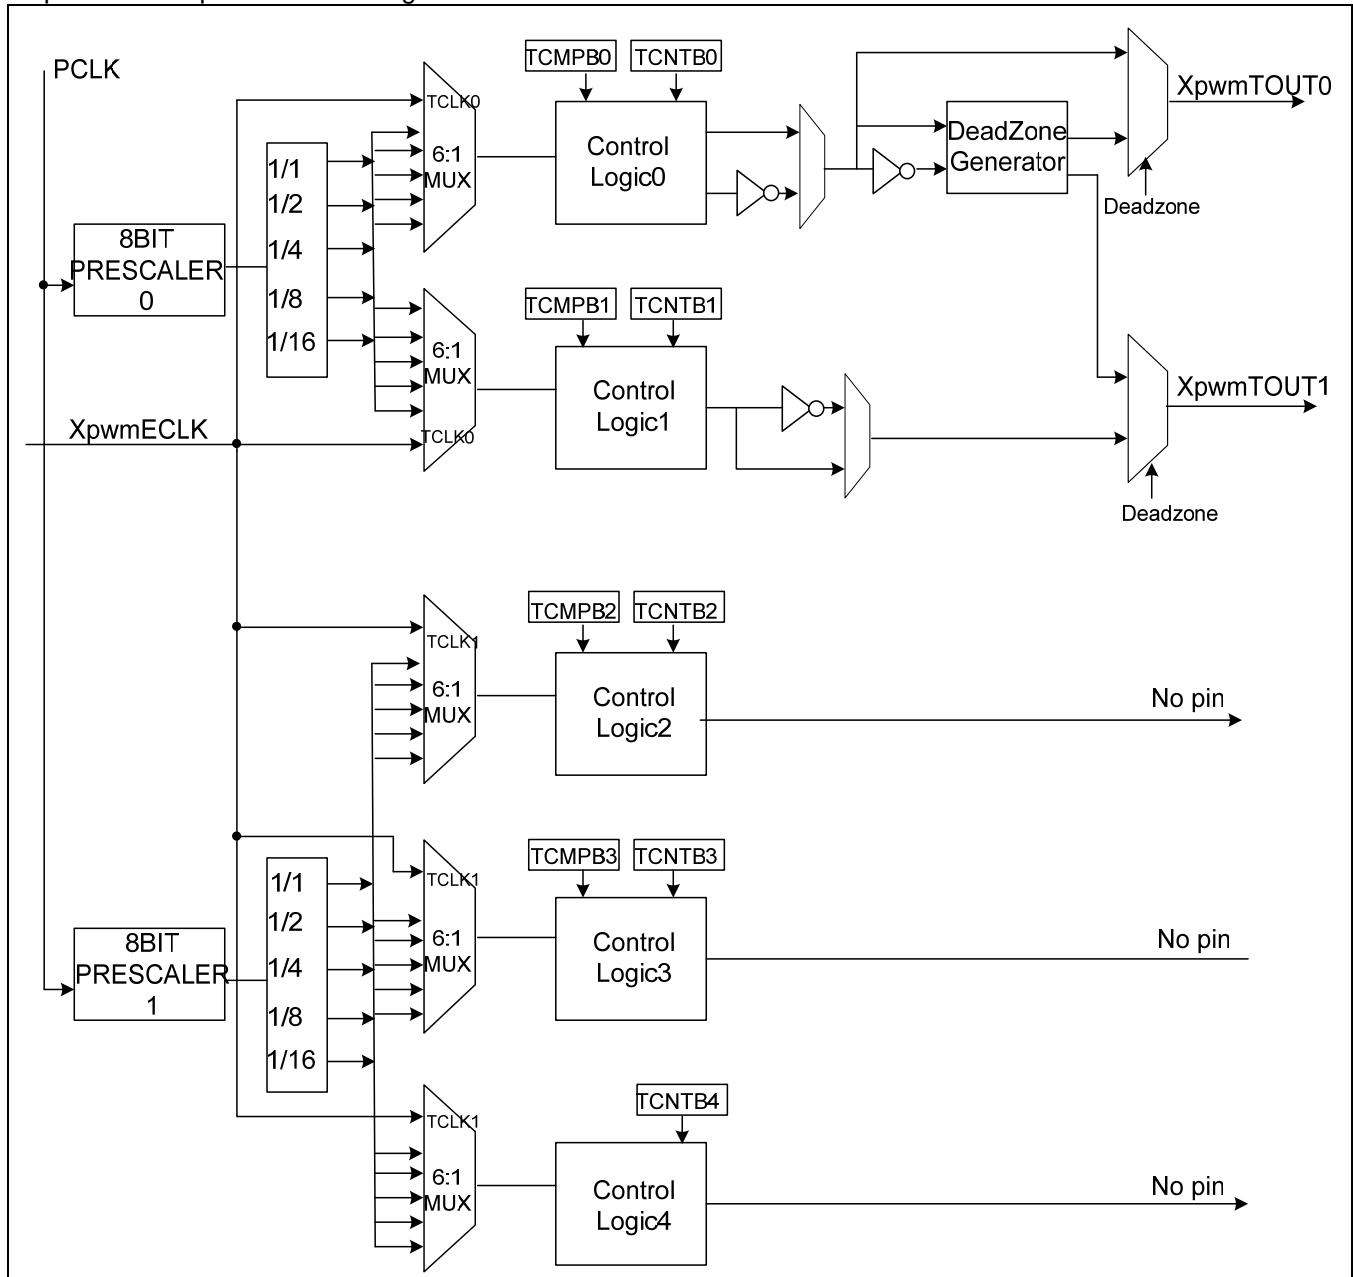 PCLK
TCMPB0
TCNTB0
XpwmTOUT0
TCLK0
6:1
MUX
Control
Logic0
DeadZone
Generator
Deadzone
1/1
1/2
1/4
1/8
1/16
8BIT
PRESCALER
0
TCMPB1
TCNTB1
6:1
MUX
TCLK0
Control
Logic1
XpwmTOUT1
Deadzone
XpwmECLK
TCMPB2
TCNTB2
TCLK1
6:1
MUX
Control
Logic2
No pin
TCMPB3
TCNTB3
TCLK1
6:1
MUX
Control
Logic3
No pin
1/1
1/2
1/4
1/8
1/16
8BIT
PRESCALER
1
TCNTB4
TCLK1
6:1
MUX
Control
Logic4
No pin